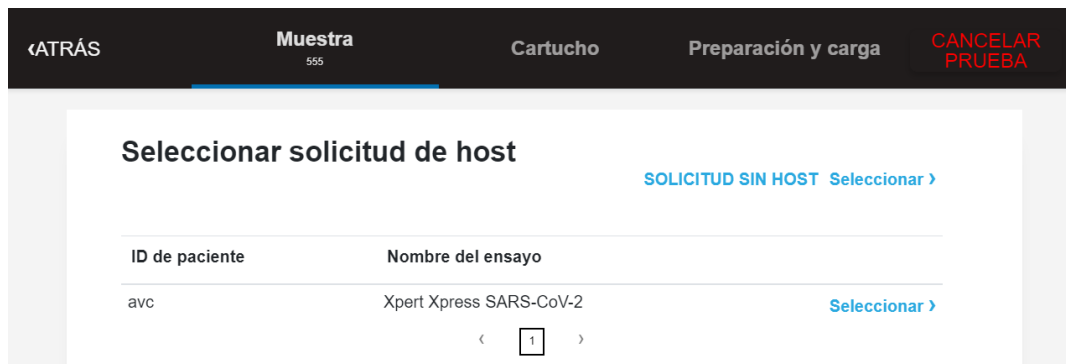 ‹ATRÁS
Muestra
555
Cartucho
Preparación y carga
CANCELAR
PRUEBA
Seleccionar solicitud de host
SOLICITUD SIN HOST Seleccionar ›
ID de paciente Nombre del ensayo
avc Xpert Xpress SARS-CoV-2 Seleccionar ›
‹ 1 ›